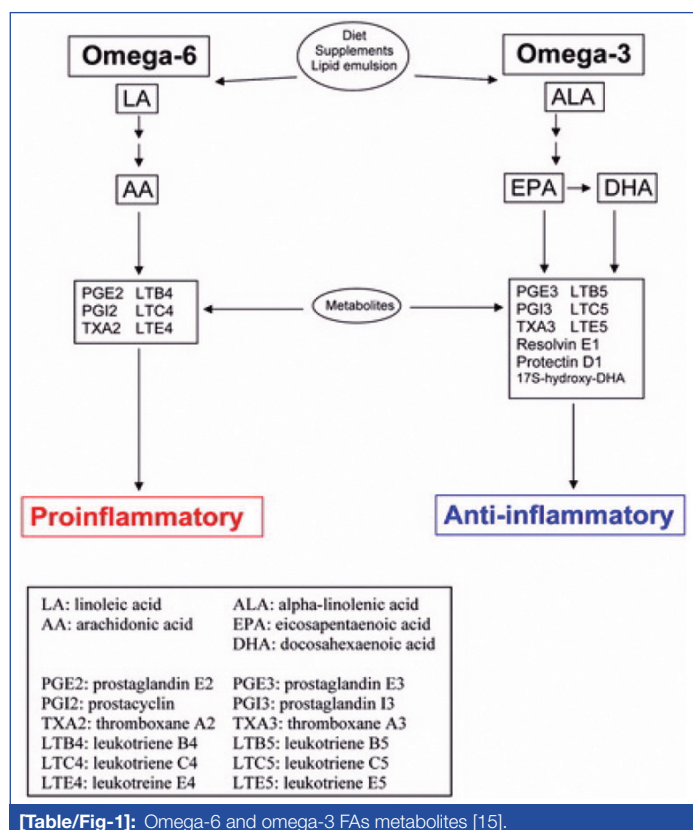 Diet
Supplements
Lipid emulsion
Omega-6
Omega-3
LA
ALA
AA
EPA
DHA
PGE2 LTB4
PGI2 LTC4
TXA2 LTE4
Metabolites
PGE3 LTB5
PGI3 LTC5
TXA3 LTE5
Resolvin E1
Protectin D1
17S-hydroxy-DHA
Proinflammatory
Anti-inflammatory
LA: linoleic acid ALA: alpha-linolenic acid
AA: arachidonic acid EPA: eicosapentaenoic acid
DHA: docosahexaenoic acid
PGE2: prostaglandin E2 PGE3: prostaglandin E3
PGI2: prostacyclin PGI3: prostaglandin I3
TXA2: thromboxane A2 TXA3: thromboxane A3
LTB4: leukotriene B4 LTB5: leukotriene B5
LTC4: leukotriene C4 LTC5: leukotriene C5
LTE4: leukotreine E4 LTE5: leukotriene E5
[Table/Fig-1]: Omega-6 and omega-3 FAs metabolites [15].